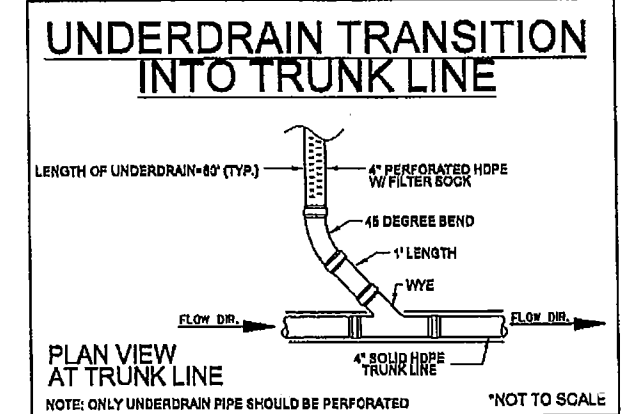 UNDERDRAIN TRANSITION
INTO TRUNK LINE
LENGTH OF UNDERDRAIN=60' (TYP.)
4" PERFORATED HDPE
W/ FILTER SOCK
45 DEGREE BEND
1' LENGTH
WYE
FLOW DIR.
FLOW DIR.
4" SOLID HDPE
TRUNK LINE
PLAN VIEW
AT TRUNK LINE
NOTE: ONLY UNDERDRAIN PIPE SHOULD BE PERFORATED
*NOT TO SCALE